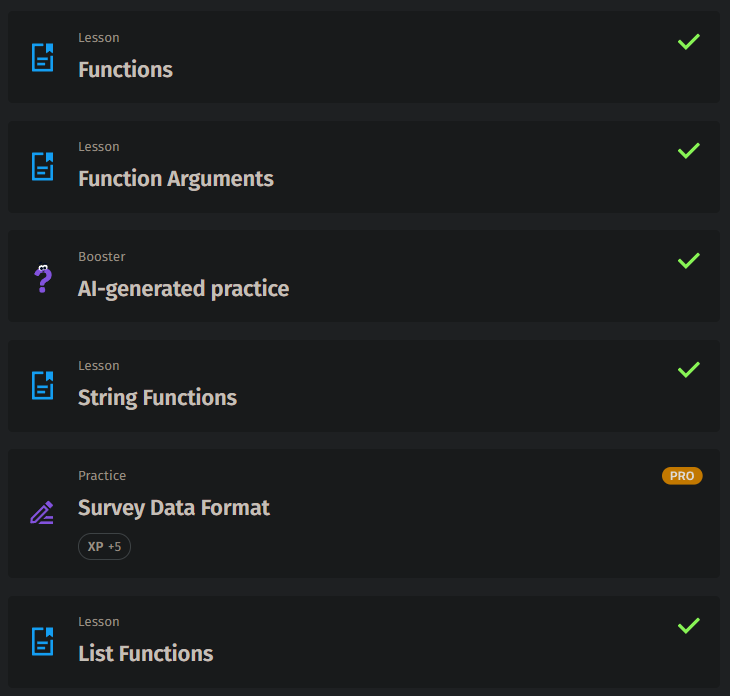 Lesson
Functions
Lesson
Function Arguments
Booster
AI-generated practice
Lesson
String Functions
Practice
PRO
Survey Data Format
XP +5
Lesson
List Functions